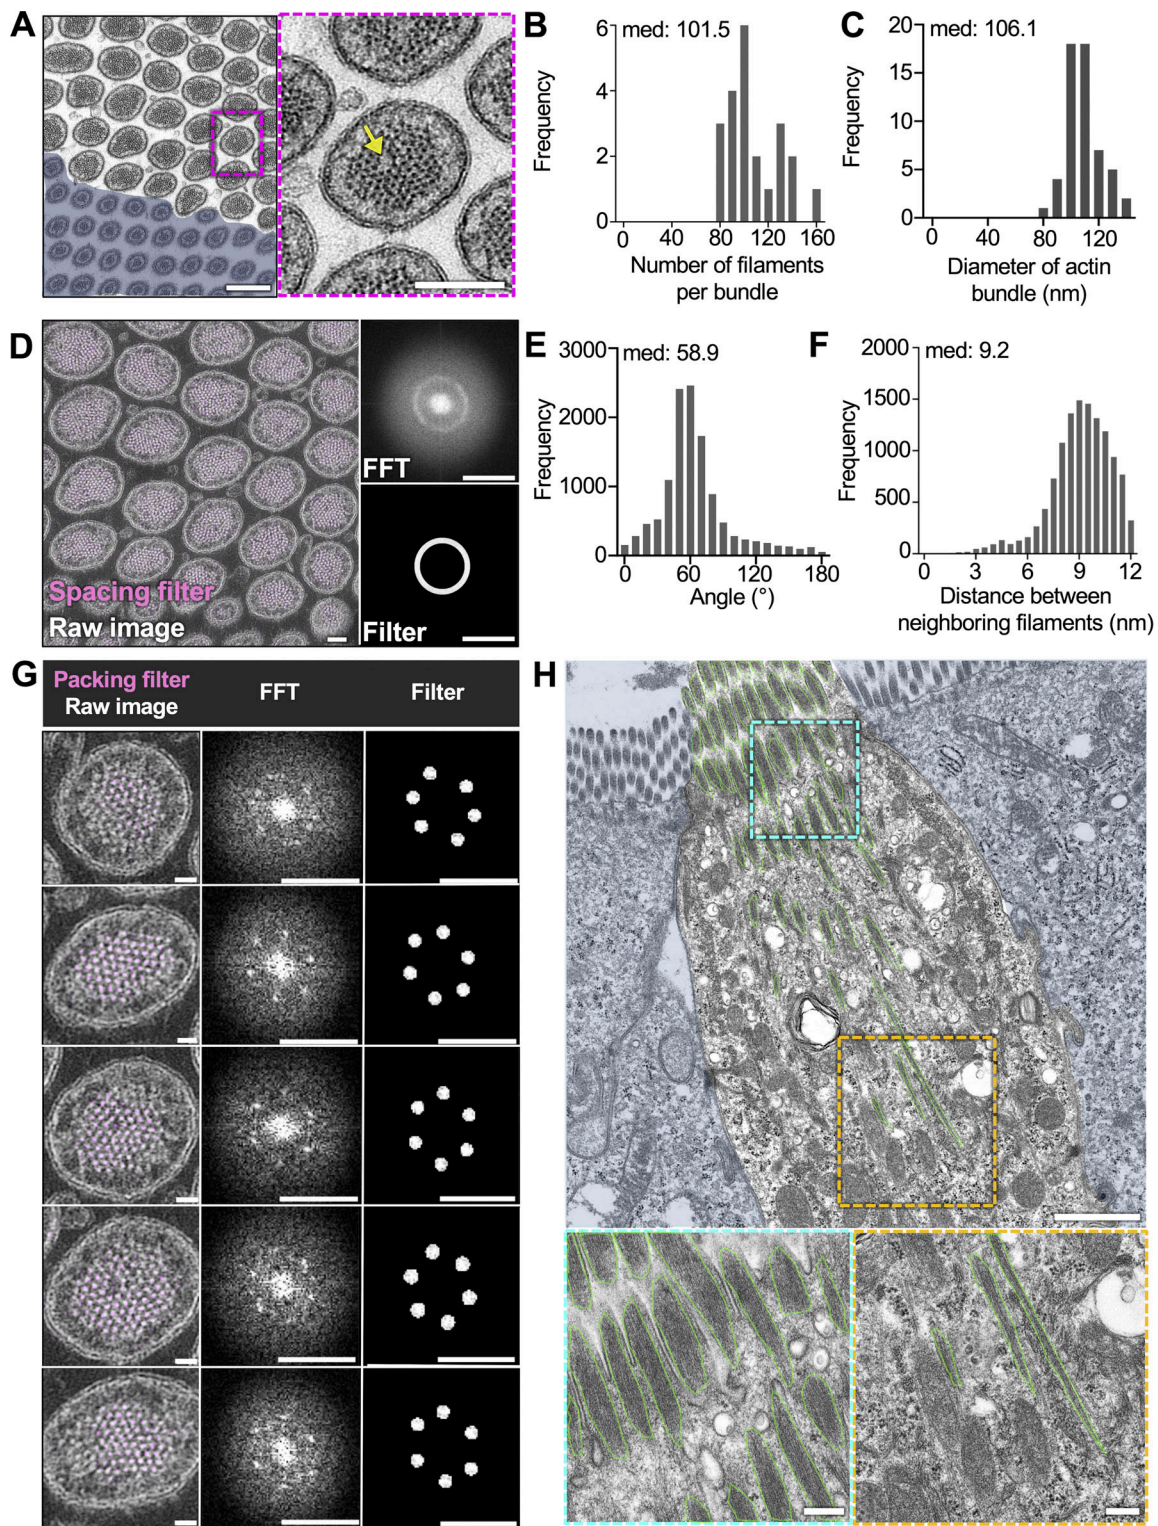 A
B
med: 101.5
Frequency
6
4
2
0
0 40 80 120 160
Number of filaments
per bundle
C
med: 106.1
Frequency
20
15
10
5
0
0 40 80 120
Diameter of actin
bundle (nm)
D
Spacing filter
Raw image
FFT
Filter
E
med: 58.9
Frequency
3000
2000
1000
0
0 60 120 180
Angle (°)
F
med: 9.2
Frequency
2000
1500
1000
500
0
0 3 6 9 12
Distance between
neighboring filaments (nm)
G
Packing filter
Raw image
FFT
Filter
H